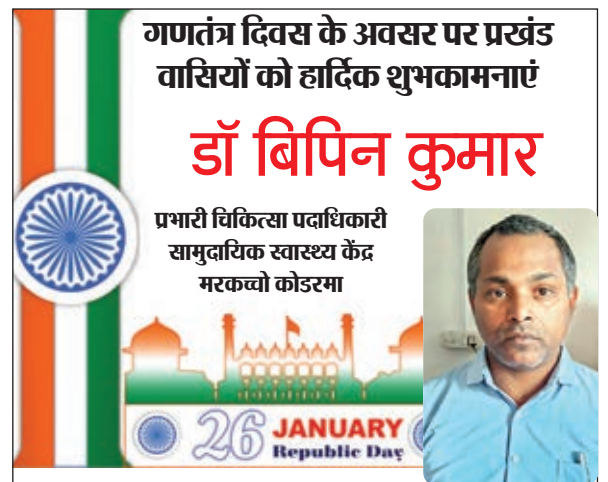 गणतंत्र दिवस के अवसर पर प्रखंड
वासियों को हार्दिक शुभकामनाएं
डॉ बिपिन कुमार
प्रभारी चिकित्सा पदाधिकारी
सामुदायिक स्वास्थ्य केंद्र
मरकच्चो कोडरमा
26 JANUARY
Republic Day